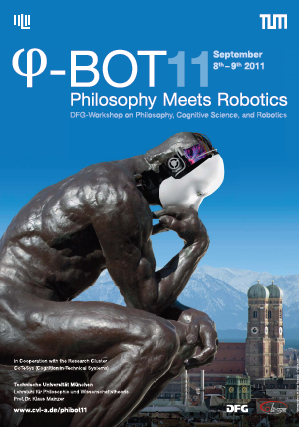 TUM
φ-BOT11
September
8th–9th 2011
Philosophy Meets Robotics
DFG-Workshop on Philosophy, Cognitive Science, and Robotics
in Cooperation with the Research Cluster
CoTeSys (Cognition in Technical Systems)
Technische Universität München
Lehrstuhl für Philosophie und Wissenschaftstheorie
Prof. Dr. Klaus Mainzer
www.cvl-a.de/phibot11
DFG